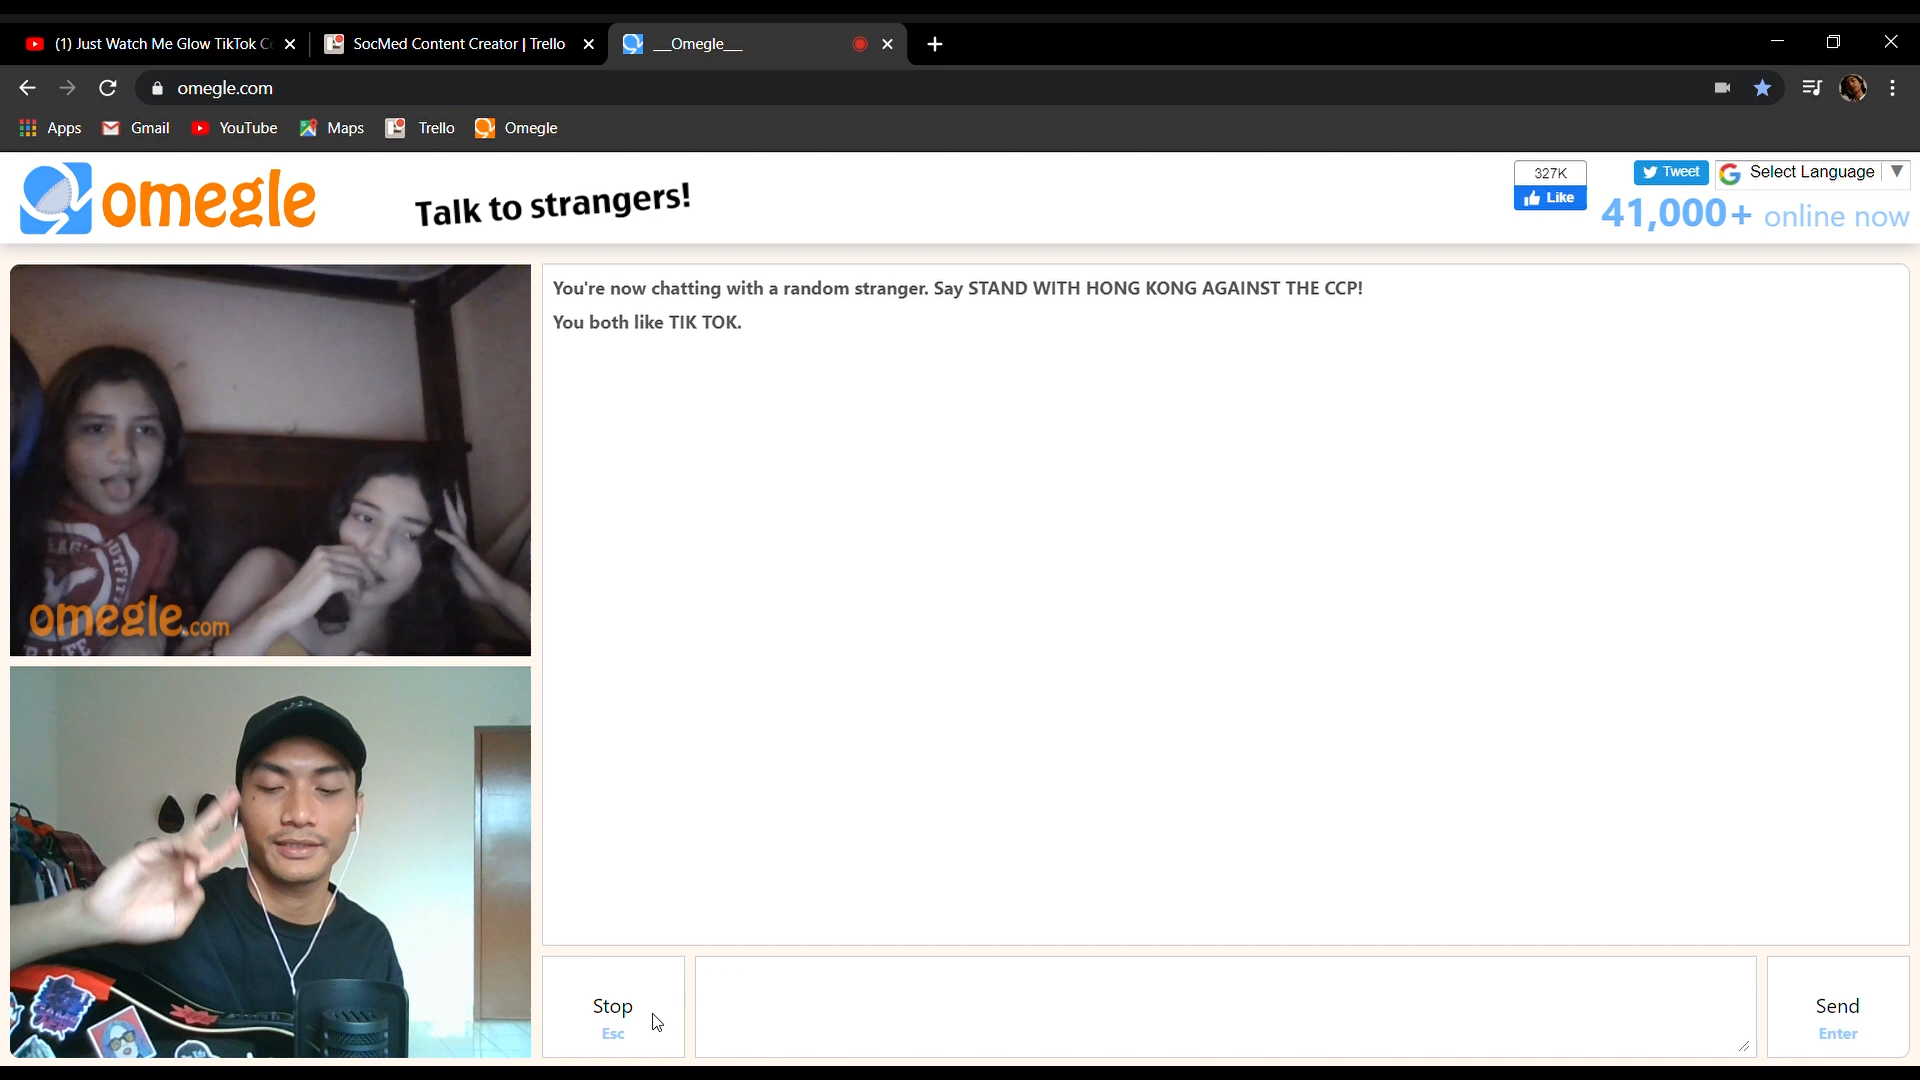 (1) Just Watch Me Glow TikTok C
SocMed Content Creator | Trello
__Omegle__
omegle.com
Apps
Gmail
YouTube
Maps
Trello
Omegle
omegle
Talk to strangers!
327K
Like
Tweet
Select Language
41,000+ online now
You're now chatting with a random stranger. Say STAND WITH HONG KONG AGAINST THE CCP!
You both like TIK TOK.
OUTFIT
omegle.com
LIFE
Stop
Esc
Send
Enter